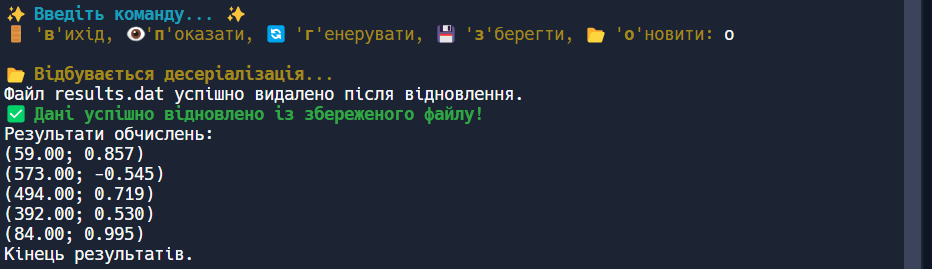 ✨ Введіть команду... ✨
🚪 'в'ихід, 👁'п'оказати, 🔄 'г'енерувати, 💾 'з'берегти, 📂 'о'новити: о
📂 Відбувається десеріалізація...
Файл results.dat успішно видалено після відновлення.
✅ Дані успішно відновлено із збереженого файлу!
Результати обчислень:
(59.00; 0.857)
(573.00; -0.545)
(494.00; 0.719)
(392.00; 0.530)
(84.00; 0.995)
Кінець результатів.